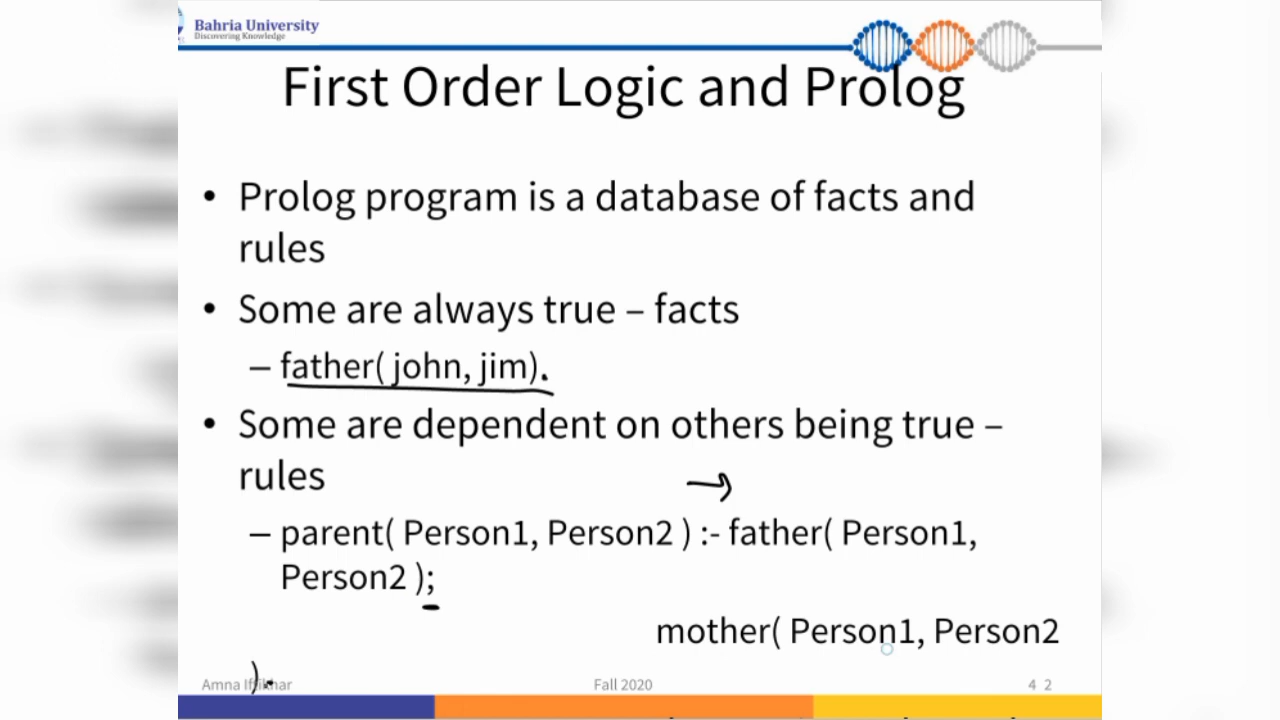 Bahria University
Discovering Knowledge
First Order Logic and Prolog
• Prolog program is a database of facts and
rules
• Some are always true – facts
– father( john, jim).
• Some are dependent on others being true –
rules
– parent( Person1, Person2 ) :- father( Person1,
Person2 );
mother( Person1, Person2
).
Amna Iftikhar Fall 2020 4 2